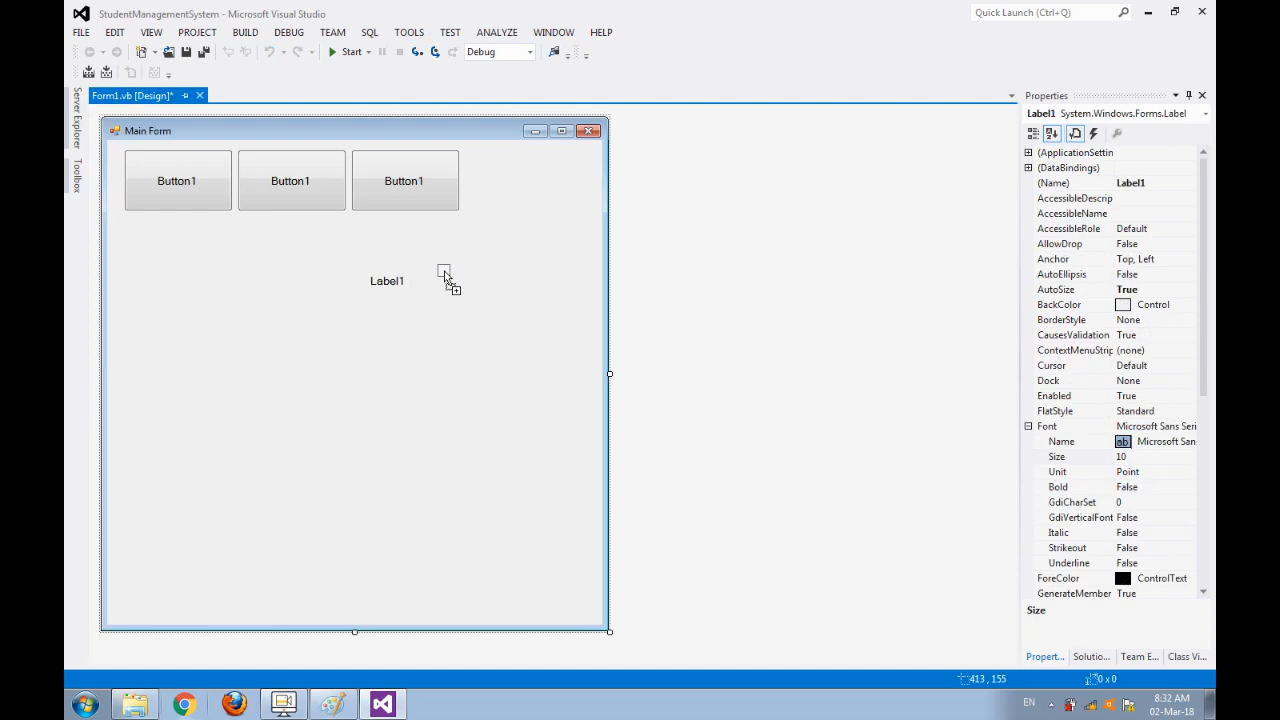 StudentManagementSystem - Microsoft Visual Studio
Quick Launch (Ctrl+Q)
FILE EDIT VIEW PROJECT BUILD DEBUG TEAM SQL TOOLS TEST ANALYZE WINDOW HELP
Start Debug
Server Explorer
Toolbox
Form1.vb [Design]*
Main Form
Button1 Button1 Button1
Label1
Properties
Label1 System.Windows.Forms.Label
(ApplicationSettin
(DataBindings)
(Name) Label1
AccessibleDescrip
AccessibleName
AccessibleRole Default
AllowDrop False
Anchor Top, Left
AutoEllipsis False
AutoSize True
BackColor Control
BorderStyle None
CausesValidation True
ContextMenuStrip (none)
Cursor Default
Dock None
Enabled True
FlatStyle Standard
Font Microsoft Sans Seri
Name ab Microsoft San
Size 10
Unit Point
Bold False
GdiCharSet 0
GdiVerticalFont False
Italic False
Strikeout False
Underline False
ForeColor ControlText
GenerateMember True
Size
Propert... Solutio... Team E... Class Vi...
413 , 155 0 x 0
EN
8:32 AM
02-Mar-18